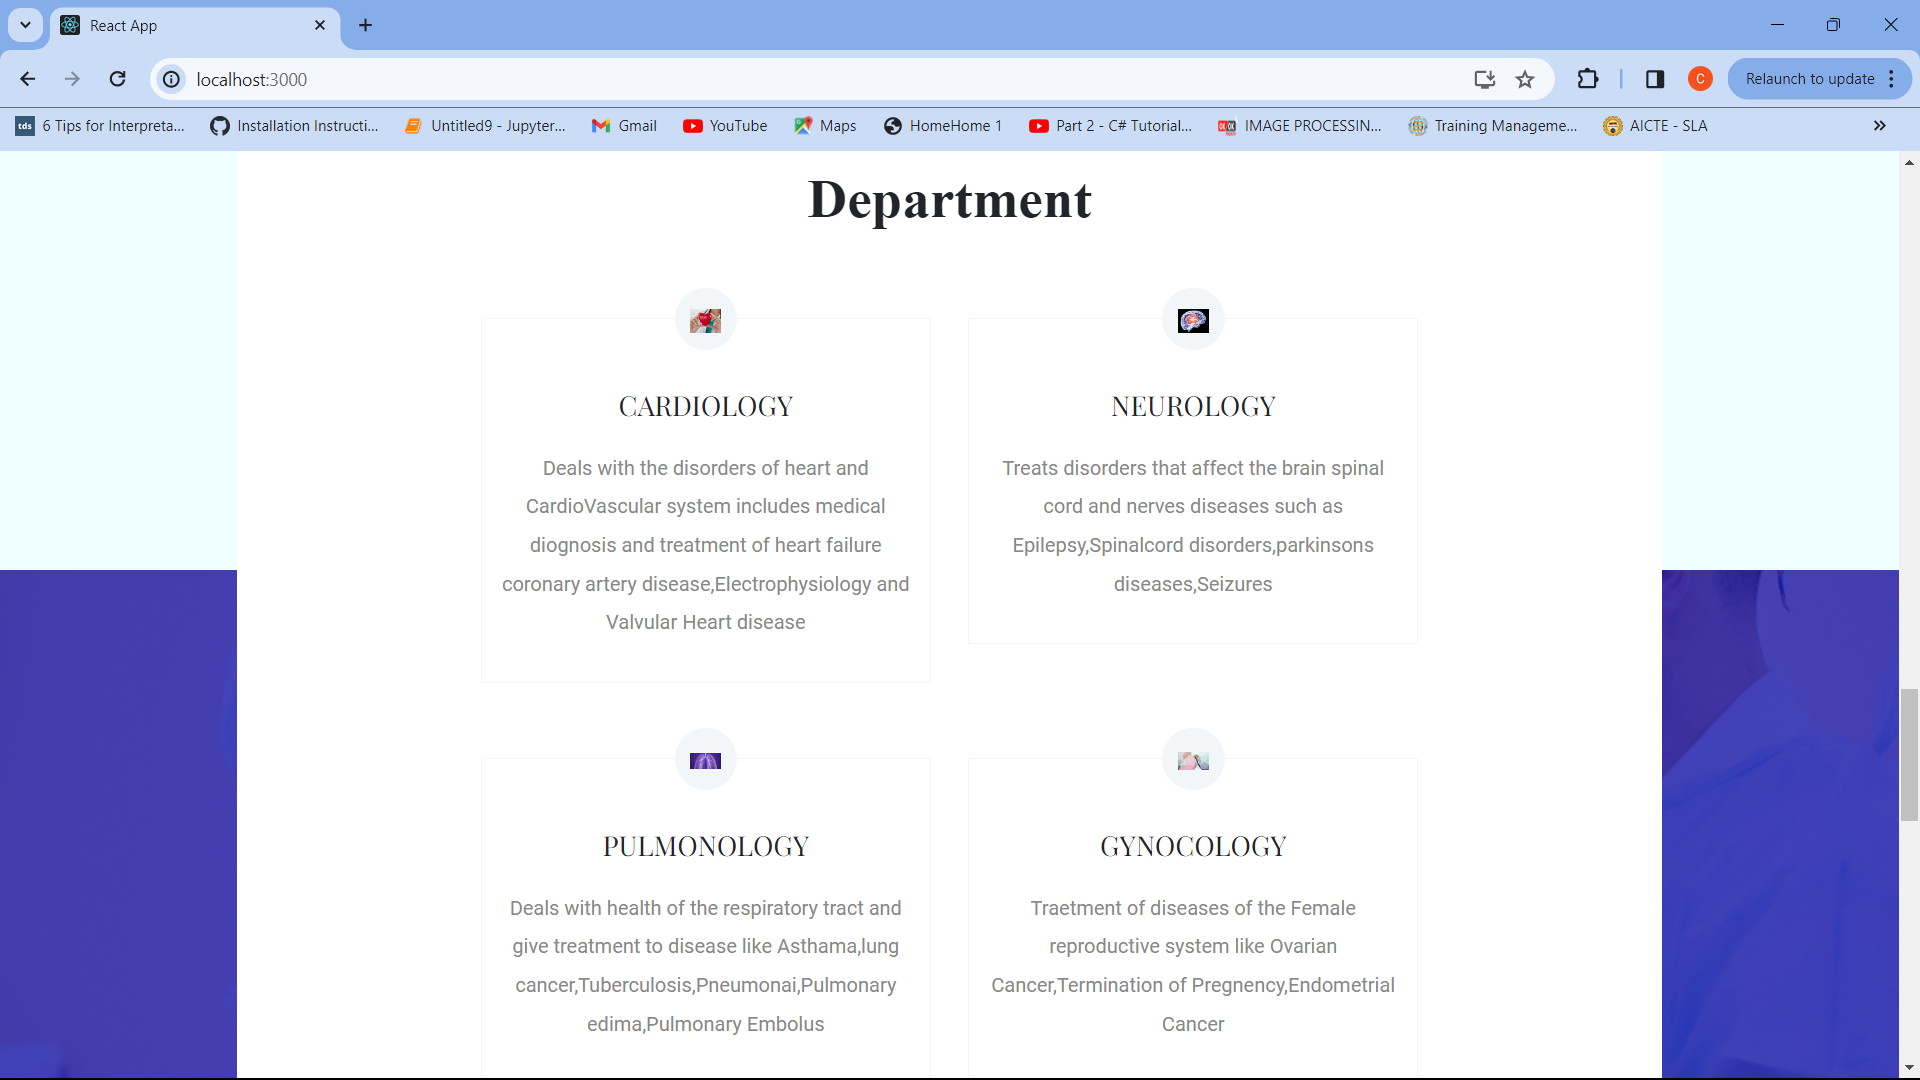 React App
localhost:3000
Relaunch to update
tds 6 Tips for Interpreta... Installation Instructi... Untitled9 - Jupyter... Gmail YouTube Maps HomeHome 1 Part 2 - C# Tutorial... IMAGE PROCESSIN... Training Manageme... AICTE - SLA
C
Department
CARDIOLOGY
Deals with the disorders of heart and
CardioVascular system includes medical
diognosis and treatment of heart failure
coronary artery disease,Electrophysiology and
Valvular Heart disease
NEUROLOGY
Treats disorders that affect the brain spinal
cord and nerves diseases such as
Epilepsy,Spinalcord disorders,parkinsons
diseases,Seizures
PULMONOLOGY
Deals with health of the respiratory tract and
give treatment to disease like Asthama,lung
cancer,Tuberculosis,Pneumonai,Pulmonary
edima,Pulmonary Embolus
GYNOCOLOGY
Traetment of diseases of the Female
reproductive system like Ovarian
Cancer,Termination of Pregnency,Endometrial
Cancer